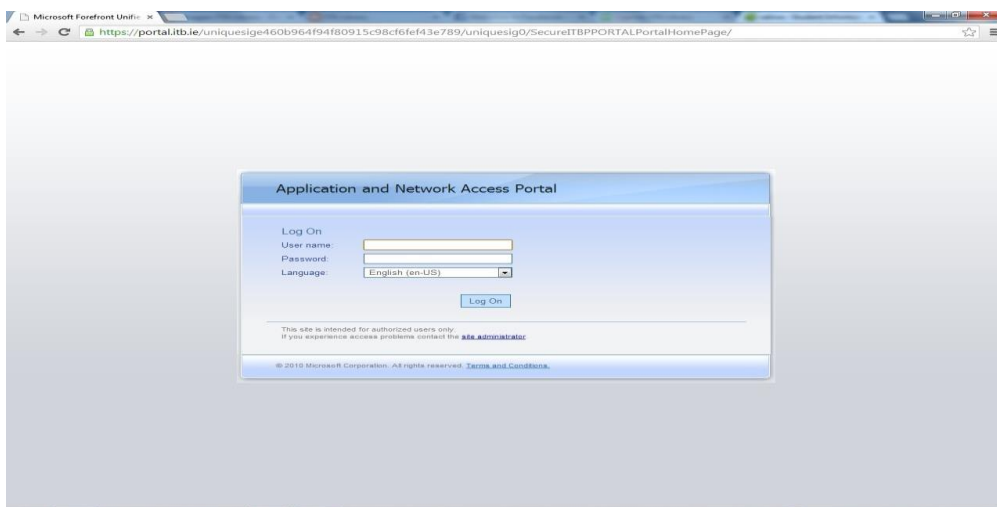 Microsoft Forefront Unifie
https://portal.itb.ie/uniquesige460b964f94f80915c98cf6fef43e789/uniquesig0/SecureITBPPORTALPortalHomePage/
Application and Network Access Portal
Log On
User name:
Password:
Language: English (en-US)
Log On
This site is intended for authorized users only.
If you experience access problems contact the site administrator
© 2010 Microsoft Corporation. All rights reserved. Terms and Conditions.